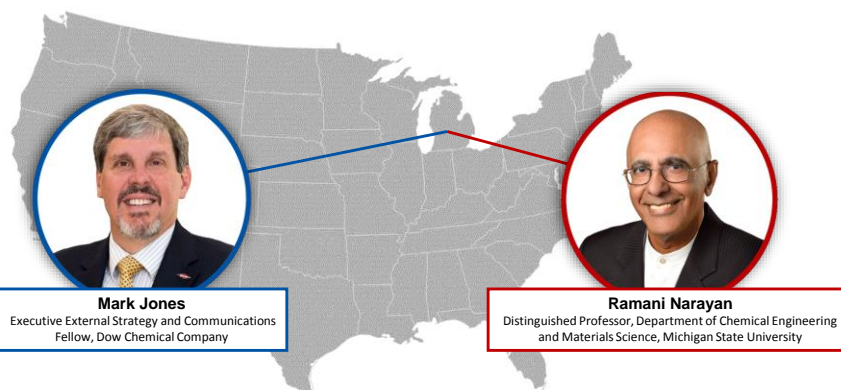 Mark Jones
Executive External Strategy and Communications
Fellow, Dow Chemical Company
Ramani Narayan
Distinguished Professor, Department of Chemical Engineering
and Materials Science, Michigan State University